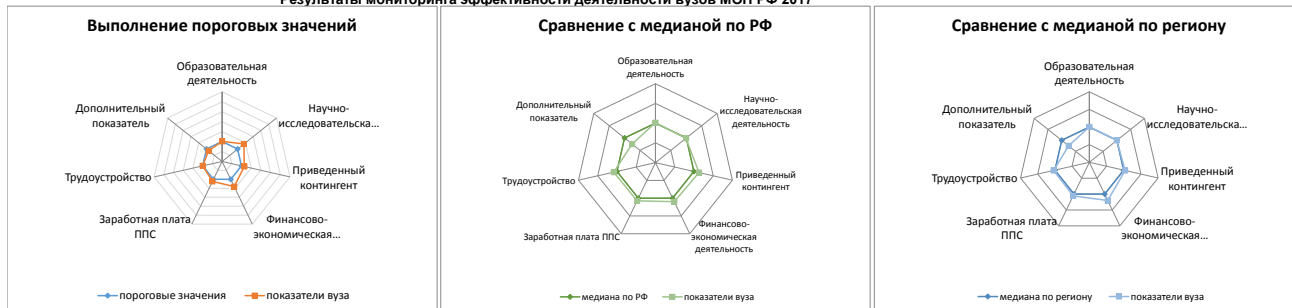 Результаты мониторинга эффективности деятельности вузов МОН РФ 2017
Выполнение пороговых значений
Образовательная
деятельность
Научно-
исследовательска…
Приведенный
контингент
Финансово-
экономическая…
Заработная плата
ППС
Трудоустройство
Дополнительный
показатель
пороговые значения
показатели вуза
Сравнение с медианой по РФ
Образовательная
деятельность
Научно-
исследовательская
деятельность
Приведенный
контингент
Финансово-
экономическая
деятельность
Заработная плата ППС
Трудоустройство
Дополнительный
показатель
медиана по РФ
показатели вуза
Сравнение с медианой по региону
Образовательная
деятельность
Научно-
исследовательска…
Приведенный
контингент
Финансово-
экономическая…
Заработная плата
ППС
Трудоустройство
Дополнительный
показатель
медиана по региону
показатели вуза